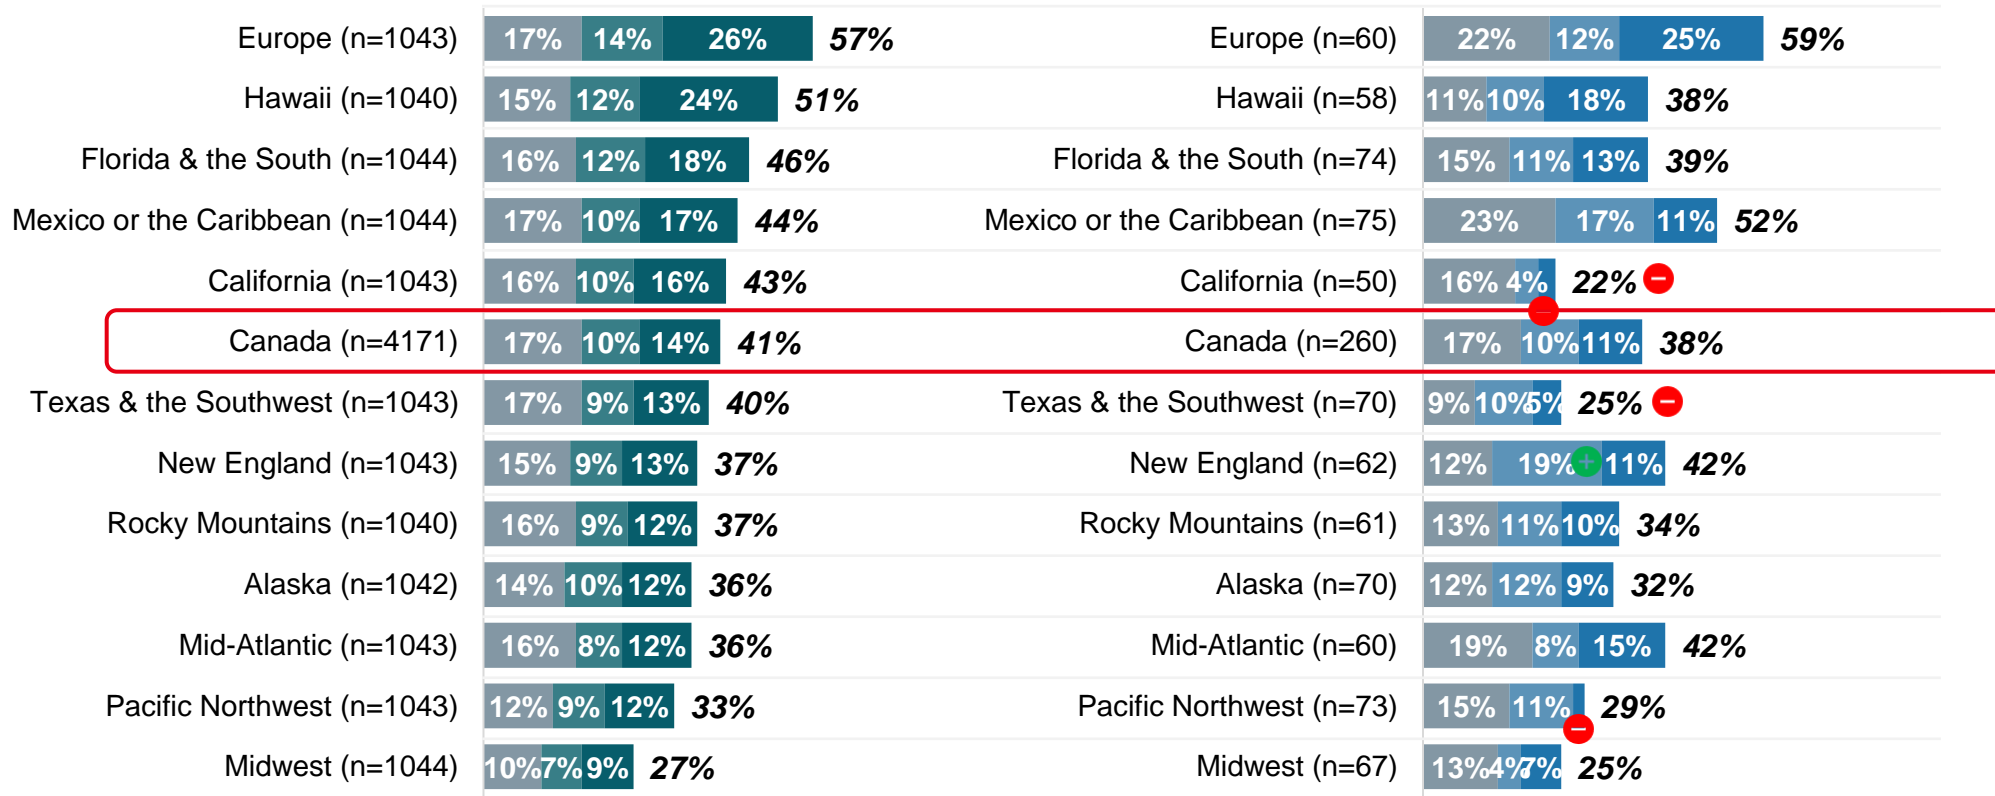 Europe (n=1043) 17% 14% 26% 57% Europe (n=60) 22% 12% 25% 59%
Hawaii (n=1040) 15% 12% 24% 51% Hawaii (n=58) 11% 10% 18% 38%
Florida & the South (n=1044) 16% 12% 18% 46% Florida & the South (n=74) 15% 11% 13% 39%
Mexico or the Caribbean (n=1044) 17% 10% 17% 44% Mexico or the Caribbean (n=75) 23% 17% 11% 52%
California (n=1043) 16% 10% 16% 43% California (n=50) 16% 4% 22%
Canada (n=4171) 17% 10% 14% 41% Canada (n=260) 17% 10% 11% 38%
Texas & the Southwest (n=1043) 17% 9% 13% 40% Texas & the Southwest (n=70) 9% 10% 5% 25%
New England (n=1043) 15% 9% 13% 37% New England (n=62) 12% 19% 11% 42%
Rocky Mountains (n=1040) 16% 9% 12% 37% Rocky Mountains (n=61) 13% 11% 10% 34%
Alaska (n=1042) 14% 10% 12% 36% Alaska (n=70) 12% 12% 9% 32%
Mid-Atlantic (n=1043) 16% 8% 12% 36% Mid-Atlantic (n=60) 19% 8% 15% 42%
Pacific Northwest (n=1043) 12% 9% 12% 33% Pacific Northwest (n=73) 15% 11% 29%
Midwest (n=1044) 10% 7% 9% 27% Midwest (n=67) 13% 4% 7% 25%